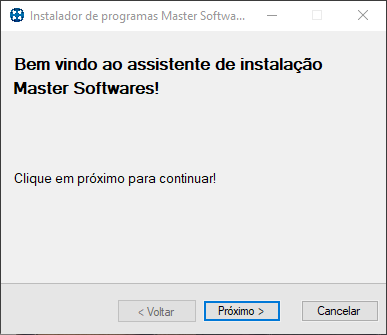 Instalador de programas Master Softwa...
Bem vindo ao assistente de instalação
Master Softwares!
Clique em próximo para continuar!
< Voltar
Próximo >
Cancelar